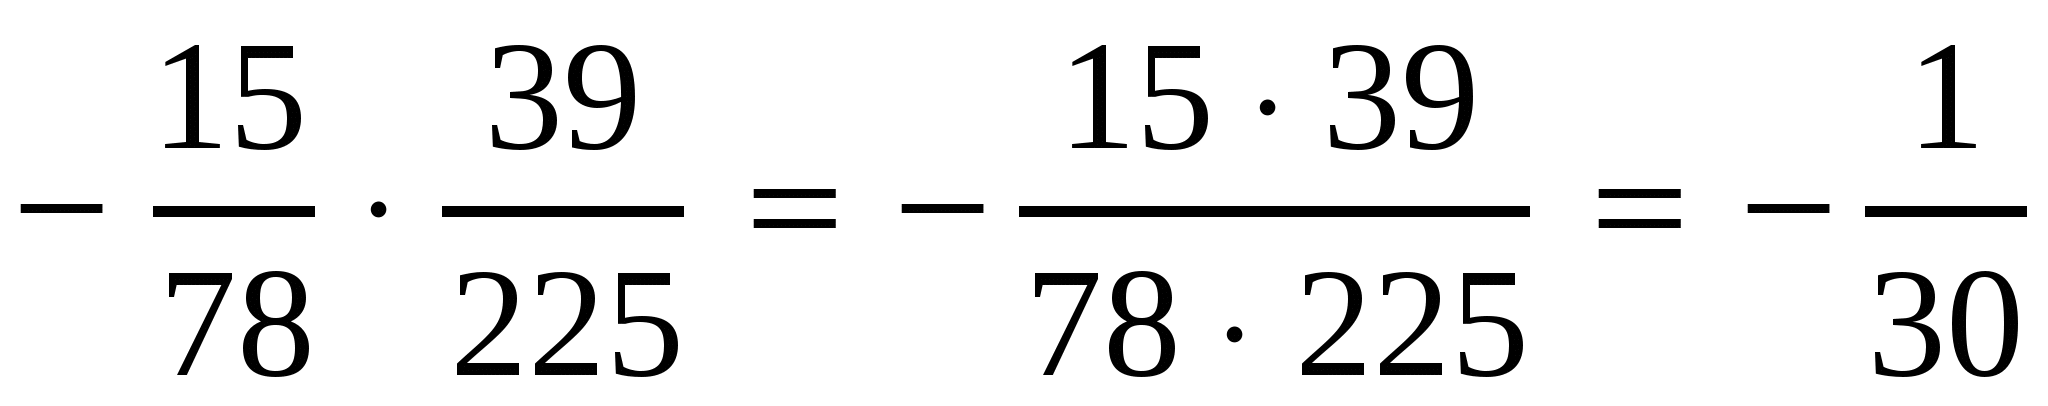 − 15/78 · 39/225 = − 15 · 39/78 · 225 = − 1/30